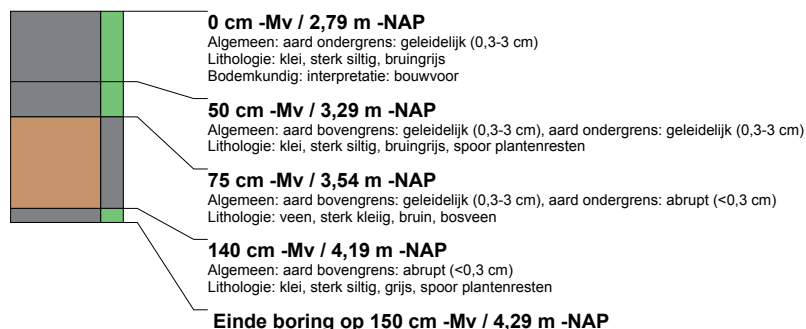 0 cm -Mv / 2,79 m -NAP
Algemeen: aard ondergrens: geleidelijk (0,3-3 cm)
Lithologie: klei, sterk siltig, bruingrijs
Bodemkundig: interpretatie: bouwvoor
50 cm -Mv / 3,29 m -NAP
Algemeen: aard bovengrens: geleidelijk (0,3-3 cm), aard ondergrens: geleidelijk (0,3-3 cm)
Lithologie: klei, sterk siltig, bruingrijs, spoor plantenresten
75 cm -Mv / 3,54 m -NAP
Algemeen: aard bovengrens: geleidelijk (0,3-3 cm), aard ondergrens: abrupt (<0,3 cm)
Lithologie: veen, sterk kleiig, bruin, bosveen
140 cm -Mv / 4,19 m -NAP
Algemeen: aard bovengrens: abrupt (<0,3 cm)
Lithologie: klei, sterk siltig, grijs, spoor plantenresten
Einde boring op 150 cm -Mv / 4,29 m -NAP